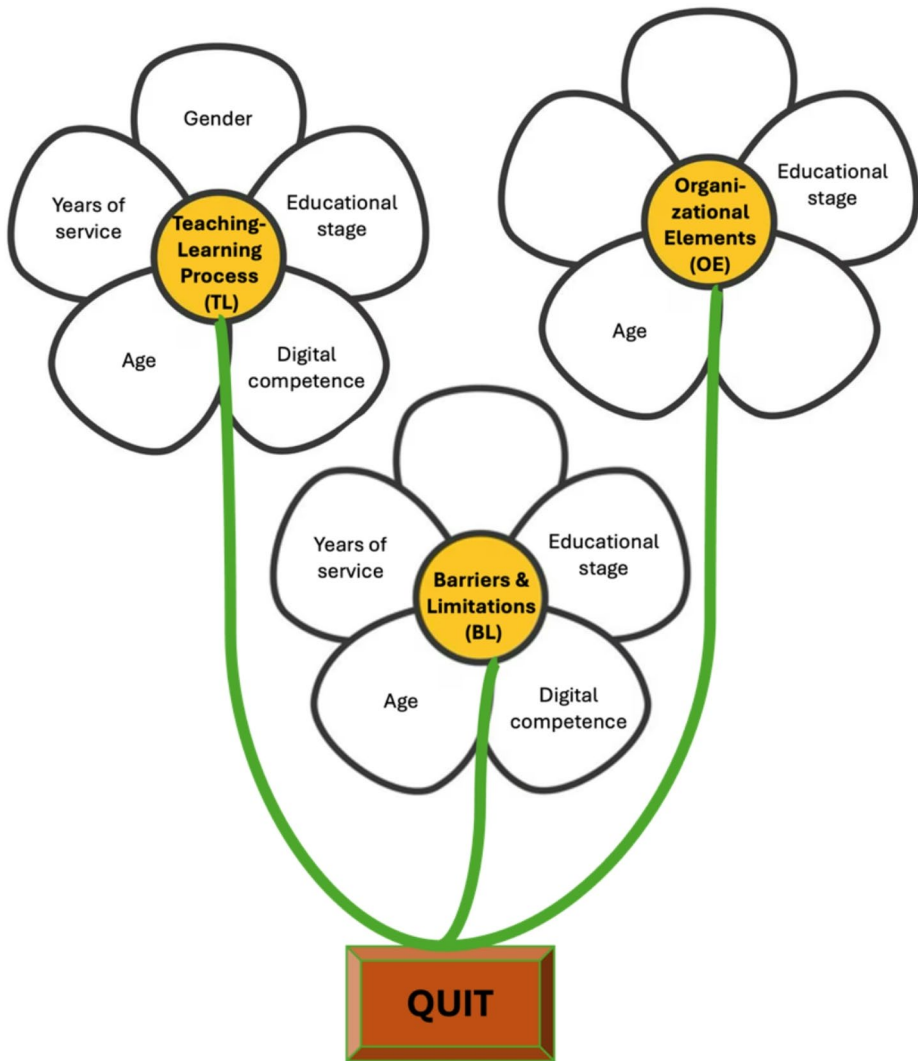 Gender
Years of
service
Educational
stage
Teaching-
Learning
Process
(TL)
Age
Digital
competence
Organi-
zational
Elements
(OE)
Educational
stage
Age
Years of
service
Educational
stage
Barriers &
Limitations
(BL)
Age
Digital
competence
QUIT